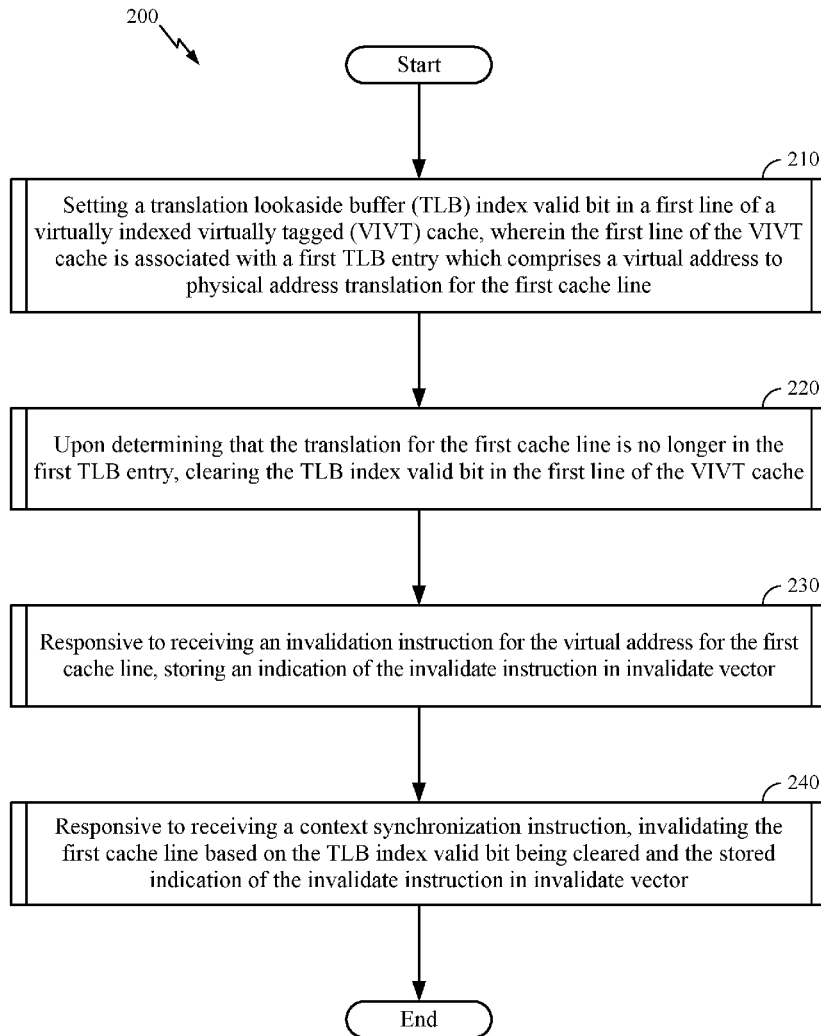 200
Start
210
Setting a translation lookaside buffer (TLB) index valid bit in a first line of a
virtually indexed virtually tagged (VIVT) cache, wherein the first line of the VIVT
cache is associated with a first TLB entry which comprises a virtual address to
physical address translation for the first cache line
220
Upon determining that the translation for the first cache line is no longer in the
first TLB entry, clearing the TLB index valid bit in the first line of the VIVT cache
230
Responsive to receiving an invalidation instruction for the virtual address for the first
cache line, storing an indication of the invalidate instruction in invalidate vector
240
Responsive to receiving a context synchronization instruction, invalidating the
first cache line based on the TLB index valid bit being cleared and the stored
indication of the invalidate instruction in invalidate vector
End